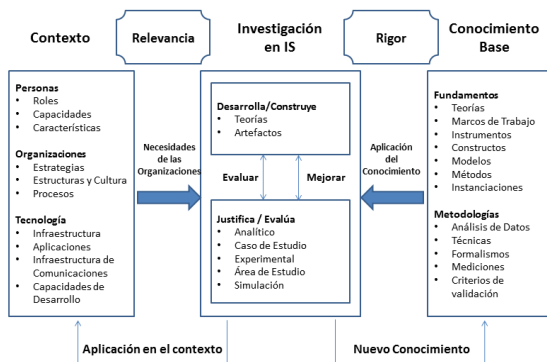 Contexto
Relevancia
Investigación
en IS
Rigor
Conocimiento
Base
Personas
• Roles
• Capacidades
• Características
Organizaciones
• Estrategias
• Estructuras y Cultura
• Procesos
Tecnología
• Infraestructura
• Aplicaciones
• Infraestructura de
Comunicaciones
• Capacidades de
Desarrollo
Necesidades
de las
Organizaciones
Desarrolla/Construye
• Teorías
• Artefactos
Evaluar
Mejorar
Justifica / Evalúa
• Analítico
• Caso de Estudio
• Experimental
• Área de Estudio
• Simulación
Aplicación
del
Conocimiento
Fundamentos
• Teorías
• Marcos de Trabajo
• Instrumentos
• Constructos
• Modelos
• Métodos
• Instanciaciones
Metodologías
• Análisis de Datos
• Técnicas
• Formalismos
• Mediciones
• Criterios de
validación
Aplicación en el contexto
Nuevo Conocimiento